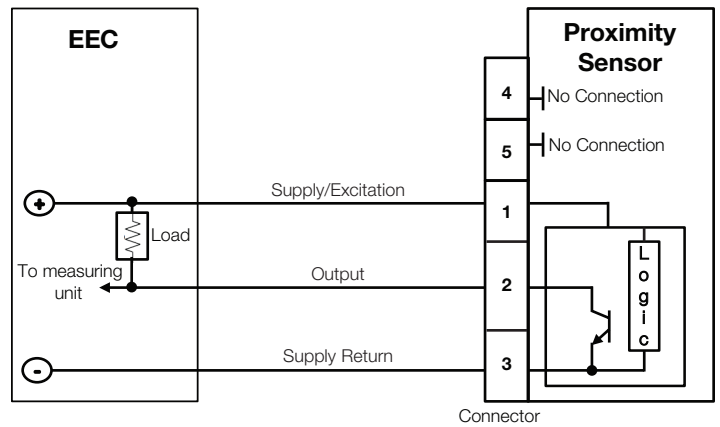 EEC
Proximity
Sensor
4
No Connection
5
No Connection
+
Supply/Excitation
1
Load
To measuring
unit
Output
2
Logic
-
Supply Return
3
Connector